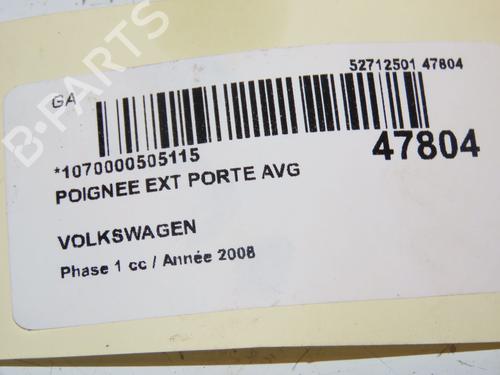 52712501 47804
GA
*1070000505115
47804
POIGNEE EXT PORTE AVG
VOLKSWAGEN
Phase 1 cc / Année 2008
B-PARTS